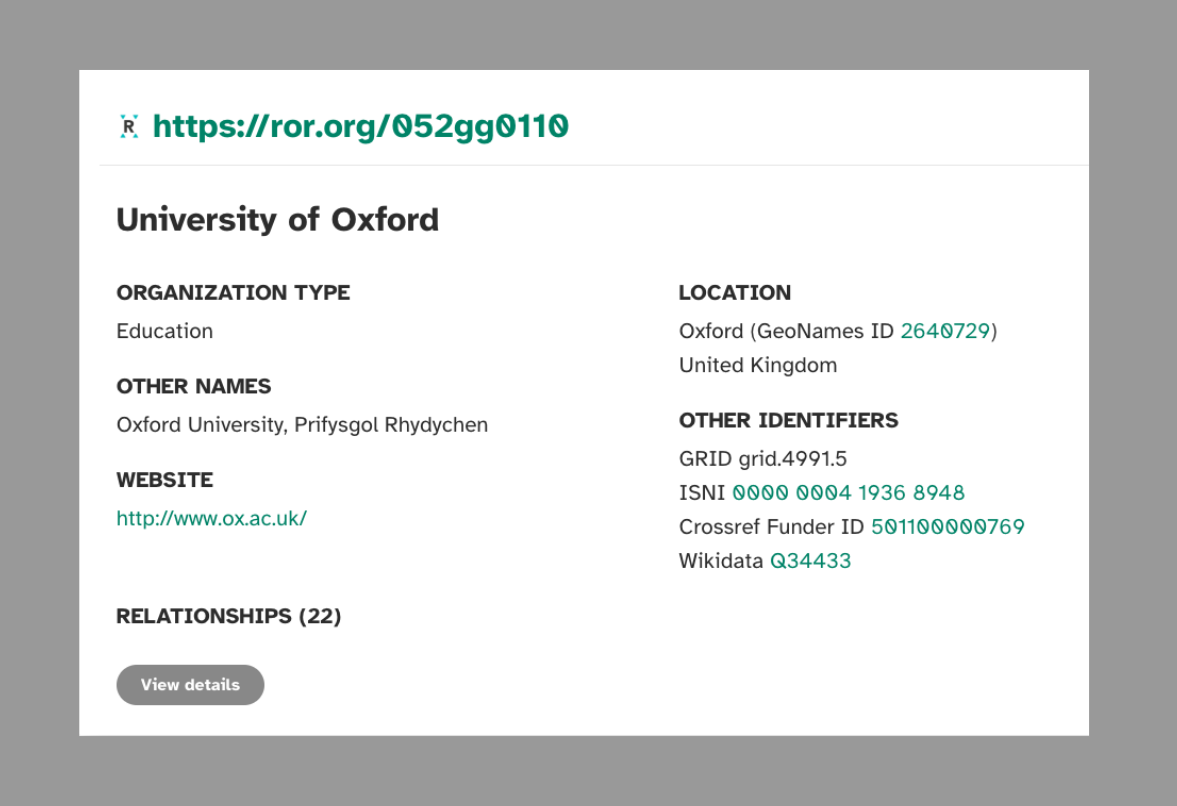 R https://ror.org/052gg0110
University of Oxford
ORGANIZATION TYPE
Education
OTHER NAMES
Oxford University, Prifysgol Rhydychen
WEBSITE
http://www.ox.ac.uk/
LOCATION
Oxford (GeoNames ID 2640729)
United Kingdom
OTHER IDENTIFIERS
GRID grid.4991.5
ISNI 0000 0004 1936 8948
Crossref Funder ID 501100000769
Wikidata Q34433
RELATIONSHIPS (22)
View details